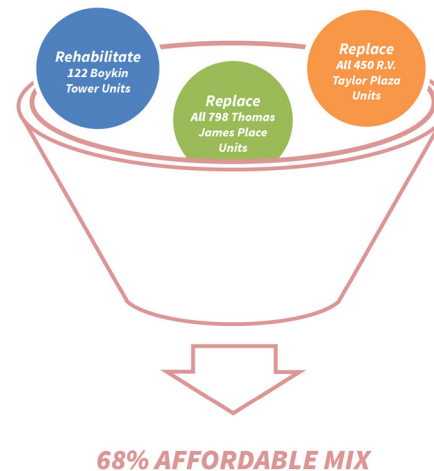 Rehabilitate
122 Boykin
Tower Units
Replace
All 798 Thomas
James Place
Units
Replace
All 450 R.V.
Taylor Plaza
Units
68% AFFORDABLE MIX